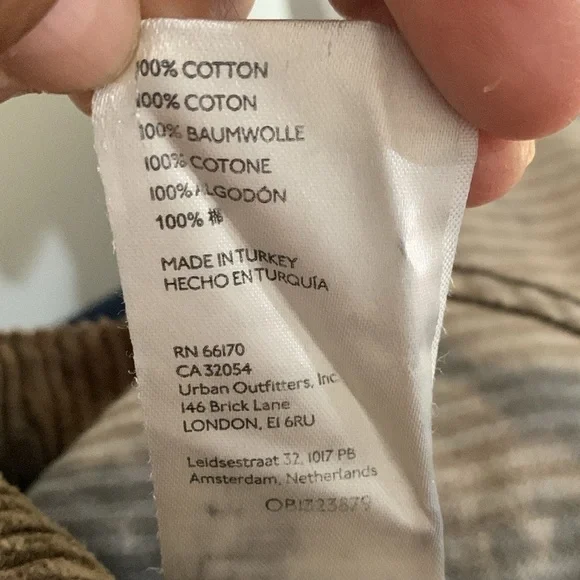 100% COTTON
100% COTON
100% BAUMWOLLE
100% COTONE
100% ALGODÓN
100% 棉
MADE IN TURKEY
HECHO EN TURQUÍA
RN 66170
CA 32054
Urban Outfitters, Inc
146 Brick Lane
LONDON, E1 6RU
Leidsestraat 32, 1017 PB
Amsterdam, Netherlands
OB1323879